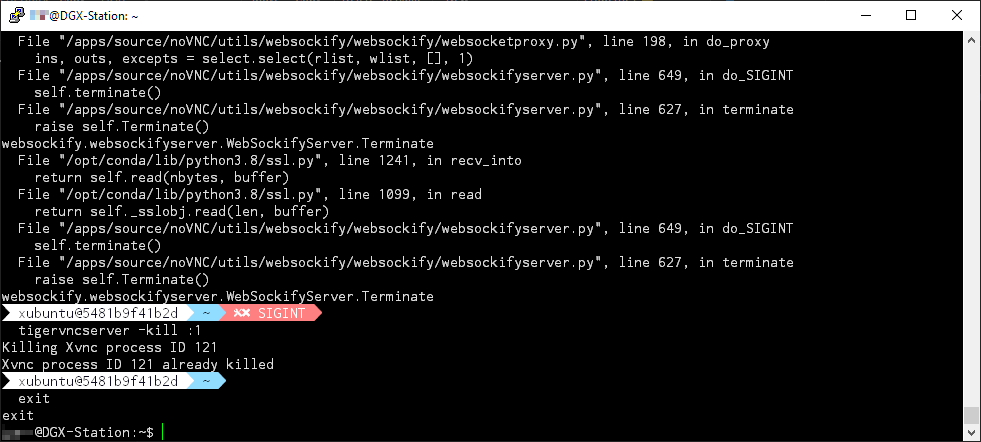 @DGX-Station: ~
File "/apps/source/noVNC/utils/websockify/websockify/websocketproxy.py", line 198, in do_proxy
ins, outs, excepts = select.select(rlist, wlist, [], 1)
File "/apps/source/noVNC/utils/websockify/websockify/websockifyserver.py", line 649, in do_SIGINT
self.terminate()
File "/apps/source/noVNC/utils/websockify/websockify/websockifyserver.py", line 627, in terminate
raise self.Terminate()
websockify.websockifyserver.WebSockifyServer.Terminate
File "/opt/conda/lib/python3.8/ssl.py", line 1241, in recv_into
return self.read(nbytes, buffer)
File "/opt/conda/lib/python3.8/ssl.py", line 1099, in read
return self._sslobj.read(len, buffer)
File "/apps/source/noVNC/utils/websockify/websockify/websockifyserver.py", line 649, in do_SIGINT
self.terminate()
File "/apps/source/noVNC/utils/websockify/websockify/websockifyserver.py", line 627, in terminate
raise self.Terminate()
websockify.websockifyserver.WebSockifyServer.Terminate
xubuntu@5481b9f41b2d ~ ✘✘ SIGINT
tigervncserver -kill :1
Killing Xvnc process ID 121
Xvnc process ID 121 already killed
xubuntu@5481b9f41b2d ~
exit
exit
@DGX-Station:~$